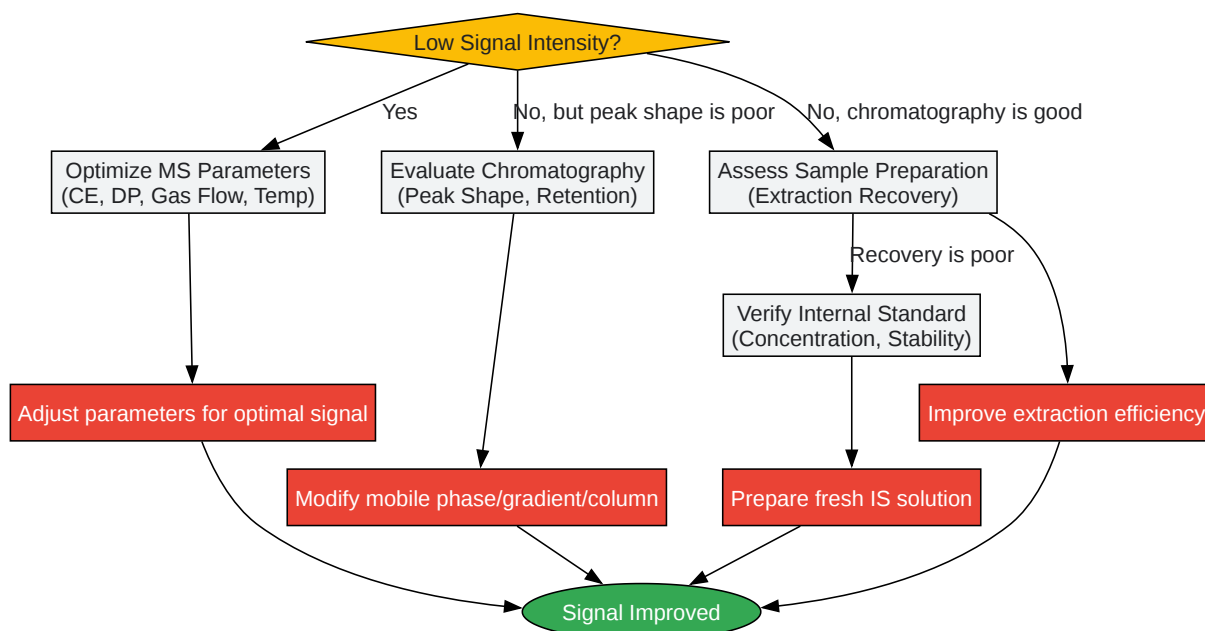 Low Signal Intensity?
Yes
No, but peak shape is poor
No, chromatography is good
Optimize MS Parameters
(CE, DP, Gas Flow, Temp)
Evaluate Chromatography
(Peak Shape, Retention)
Assess Sample Preparation
(Extraction Recovery)
Recovery is poor
Verify Internal Standard
(Concentration, Stability)
Adjust parameters for optimal signal
Improve extraction efficiency
Modify mobile phase/gradient/column
Prepare fresh IS solution
Signal Improved